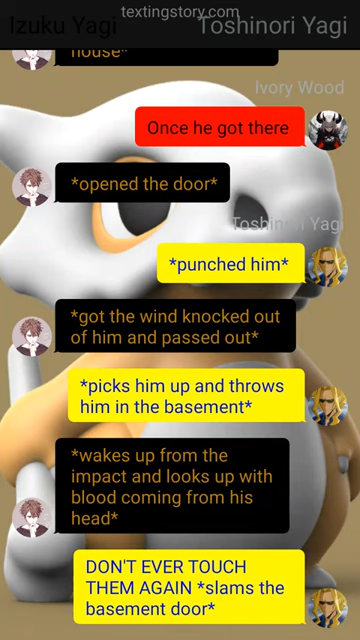 textingstory.com
Izuku Yagi
Toshinori Yagi
house*
Ivory Wood
Once he got there
*opened the door*
Toshinori Yagi
*punched him*
*got the wind knocked out
of him and passed out*
*picks him up and throws
him in the basement*
*wakes up from the
impact and looks up with
blood coming from his
head*
DON'T EVER TOUCH
THEM AGAIN *slams the
basement door*